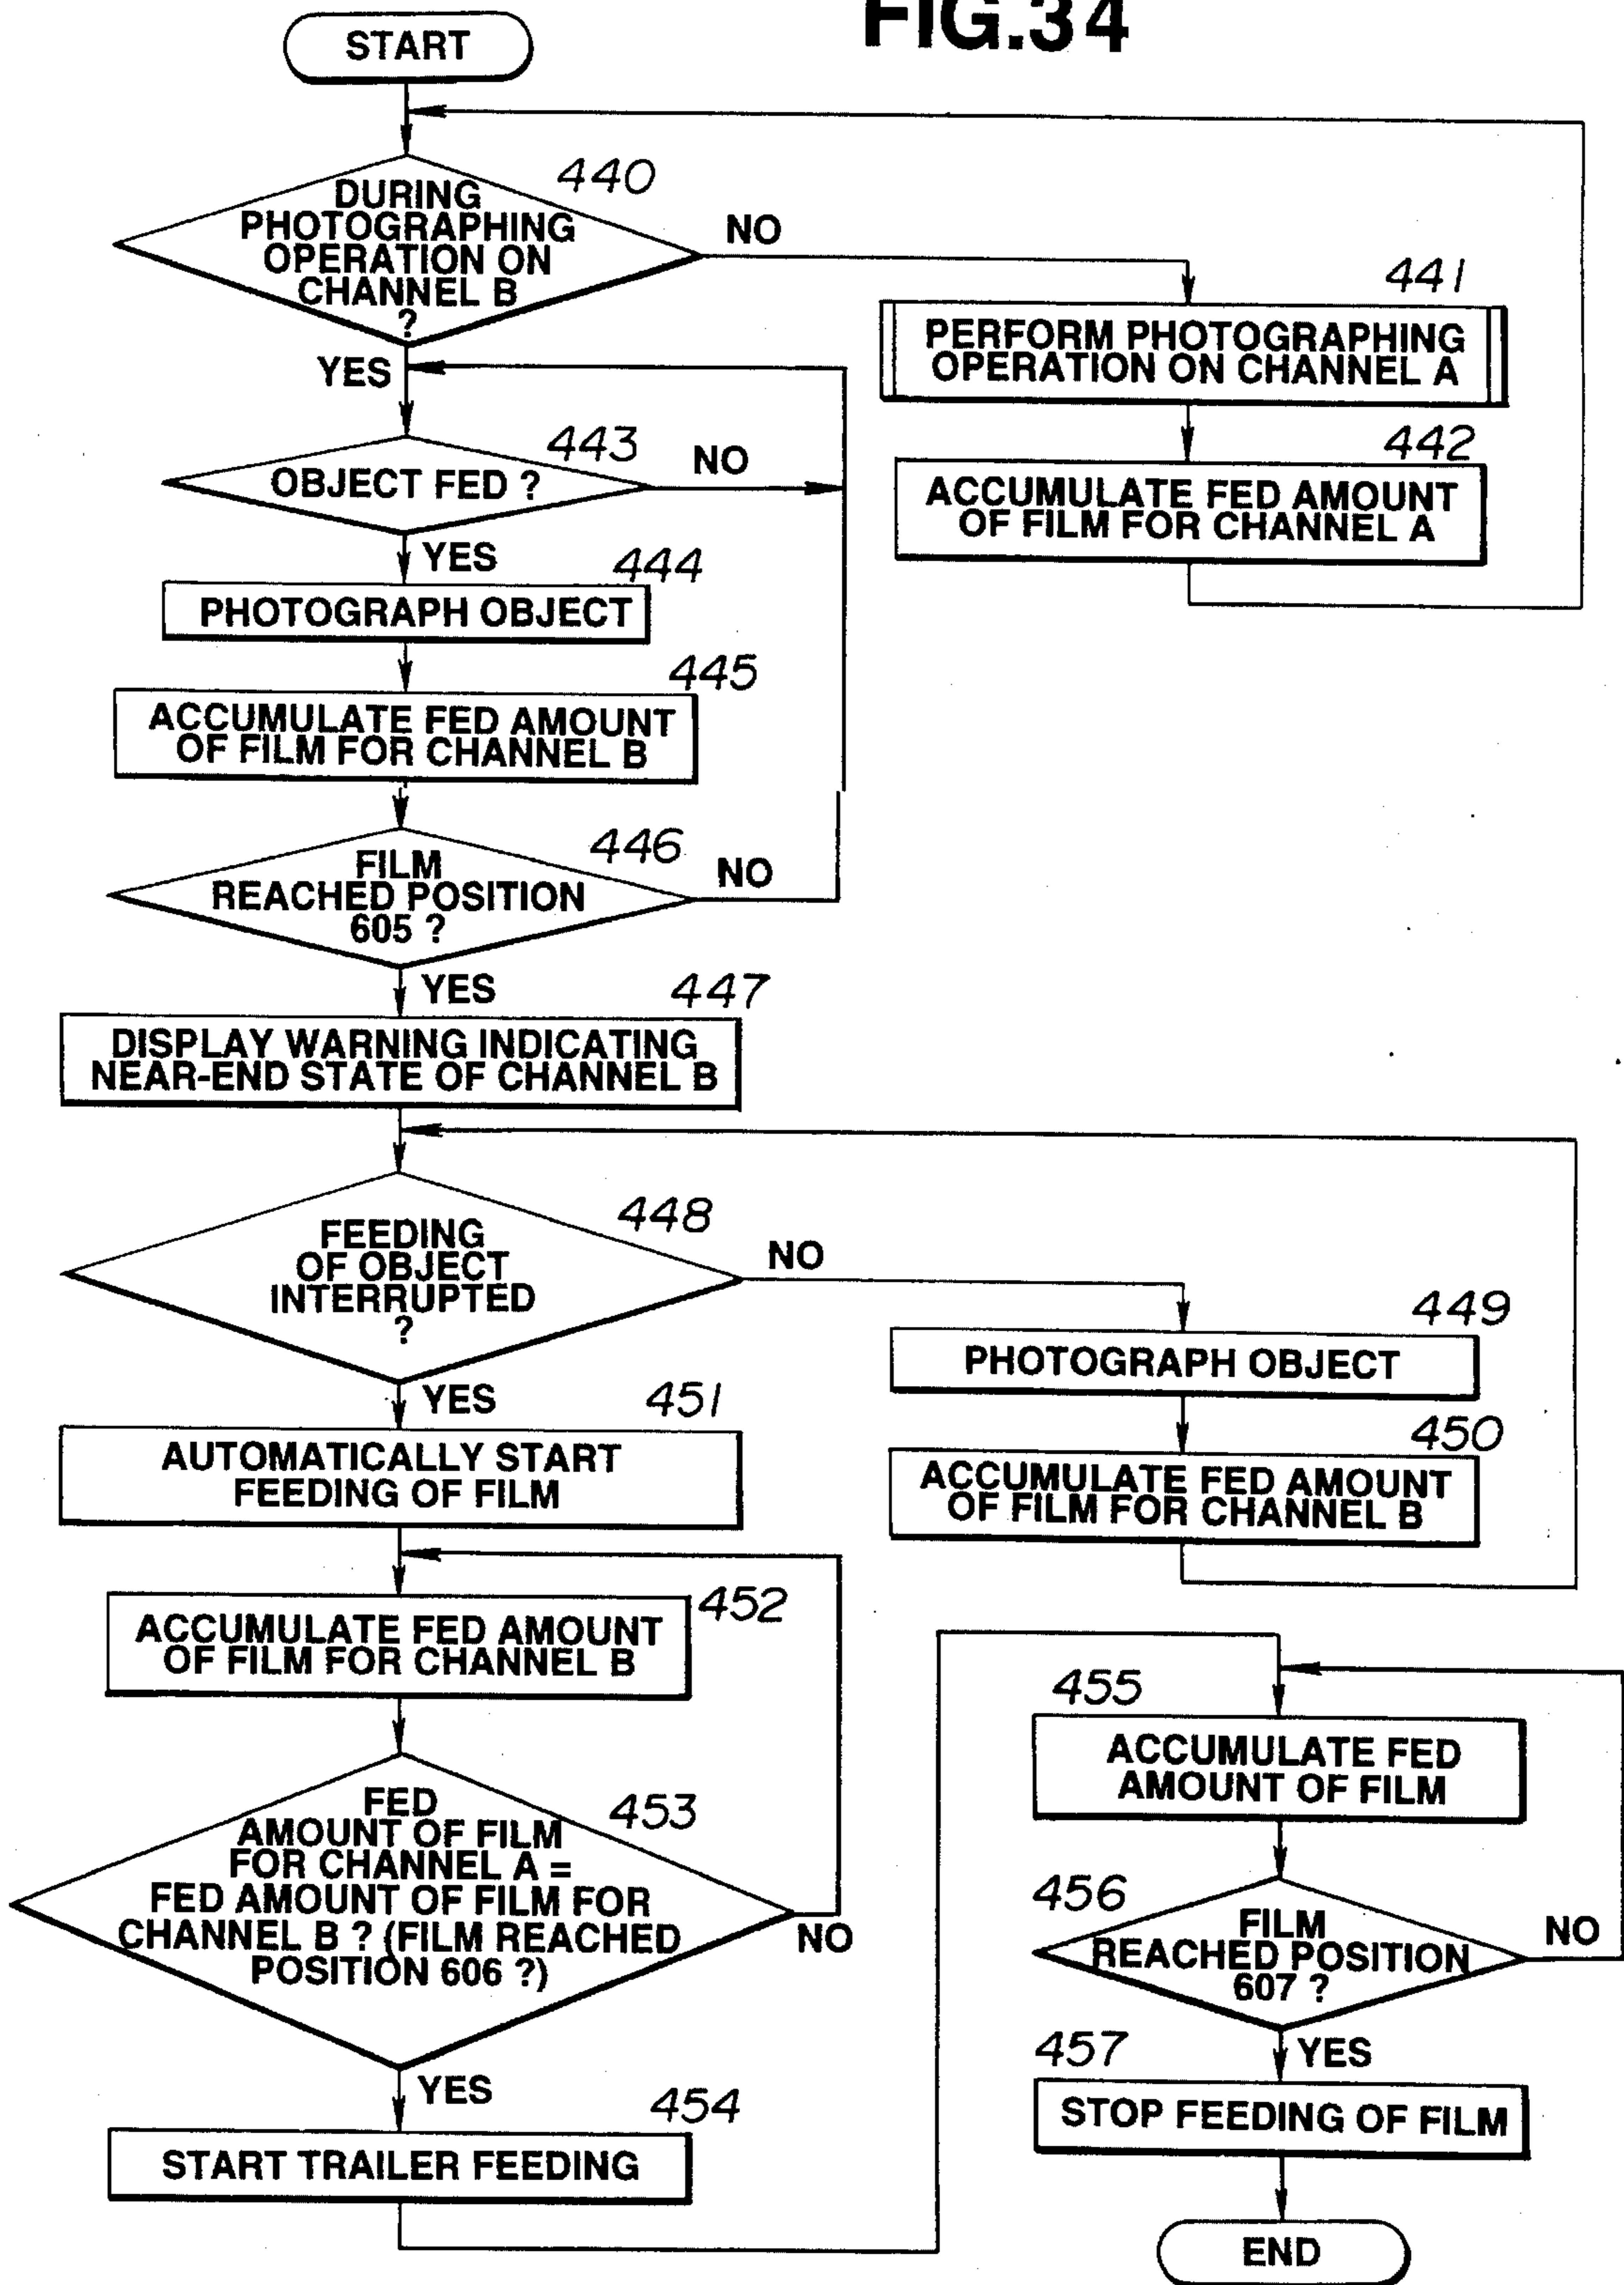 FIG.34
START
440
DURING
PHOTOGRAPHING
OPERATION ON
CHANNEL B
?
NO
YES
441
PERFORM PHOTOGRAPHING
OPERATION ON CHANNEL A
442
ACCUMULATE FED AMOUNT
OF FILM FOR CHANNEL A
443
OBJECT FED ?
NO
YES
444
PHOTOGRAPH OBJECT
445
ACCUMULATE FED AMOUNT
OF FILM FOR CHANNEL B
446
FILM
REACHED POSITION
605 ?
NO
YES
447
DISPLAY WARNING INDICATING
NEAR-END STATE OF CHANNEL B
448
FEEDING
OF OBJECT
INTERRUPTED
?
NO
YES
449
PHOTOGRAPH OBJECT
450
ACCUMULATE FED AMOUNT
OF FILM FOR CHANNEL B
451
AUTOMATICALLY START
FEEDING OF FILM
452
ACCUMULATE FED AMOUNT
OF FILM FOR CHANNEL B
453
FED
AMOUNT OF FILM
FOR CHANNEL A =
FED AMOUNT OF FILM FOR
CHANNEL B ? (FILM REACHED
POSITION 606 ?)
NO
YES
454
START TRAILER FEEDING
455
ACCUMULATE FED
AMOUNT OF FILM
456
FILM
REACHED POSITION
607 ?
NO
YES
457
STOP FEEDING OF FILM
END